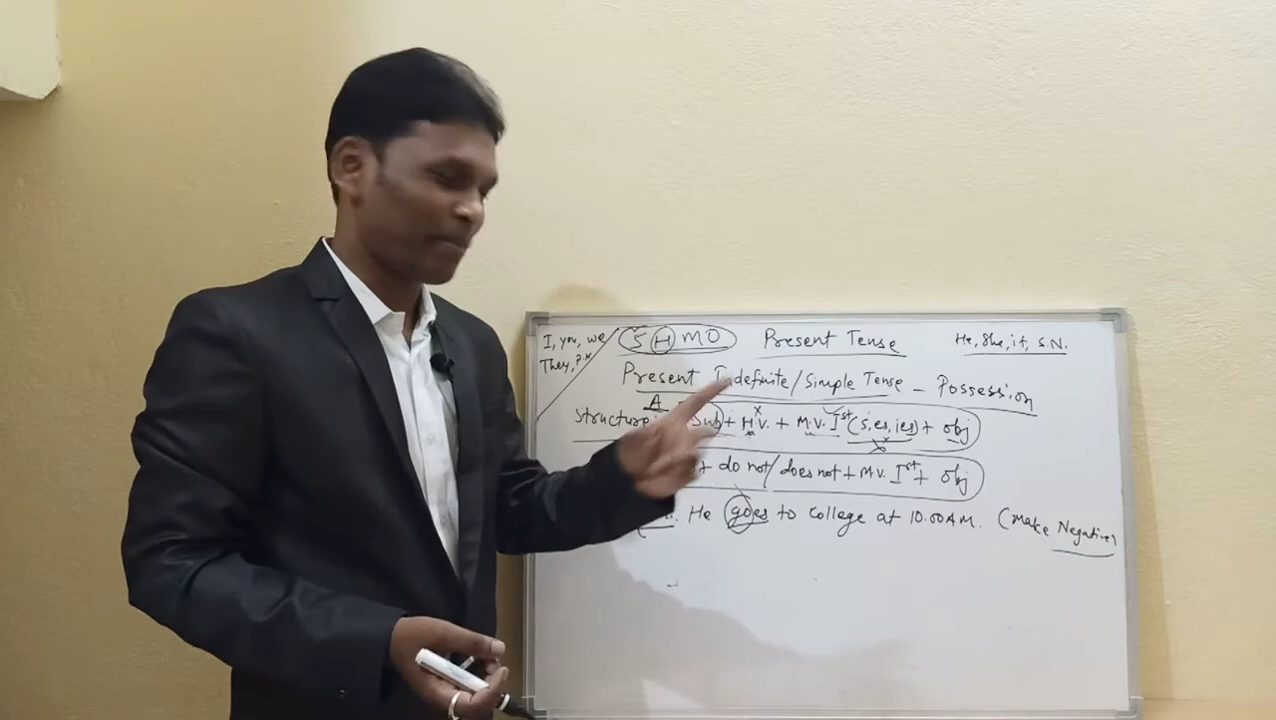 I, you, we
They, P.N
SHMO Present Tense He, She, it, S.N.
Present Indefinite/Simple Tense - Possession
A
Structure Sub + H.V. + M.V. Ist (s, es, ies) + obj
+ do not/does not + M.V. Ist + obj
He goes to collage at 10.00 AM. (Make Negative)